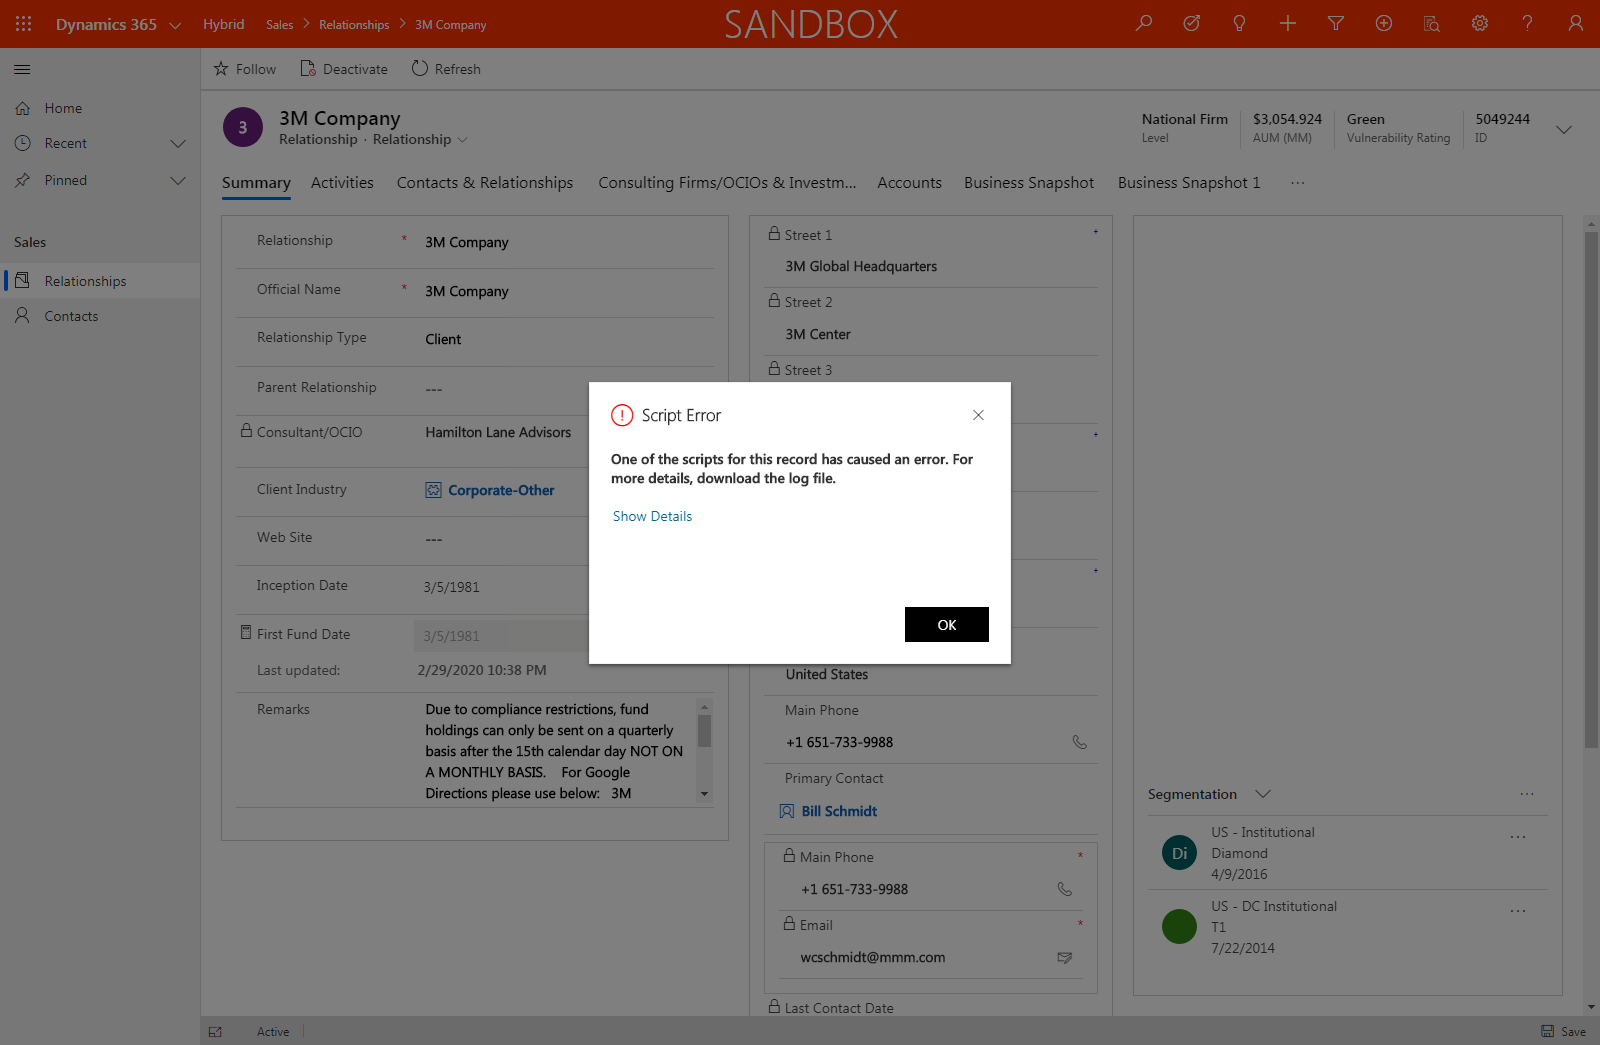 Dynamics 365
Hybrid
Sales > Relationships > 3M Company
SANDBOX
Follow
Deactivate
Refresh
Home
Recent
Pinned
Sales
Relationships
Contacts
3
3M Company
Relationship · Relationship
National Firm
Level
$3,054.924
AUM (MM)
Green
Vulnerability Rating
5049244
ID
Summary
Activities
Contacts & Relationships
Consulting Firms/OCIOs & Investm...
Accounts
Business Snapshot
Business Snapshot 1
...
Relationship * 3M Company
Official Name * 3M Company
Relationship Type Client
Parent Relationship ---
Consultant/OCIO Hamilton Lane Advisors
Client Industry Corporate-Other
Web Site ---
Inception Date 3/5/1981
First Fund Date 3/5/1981
Last updated: 2/29/2020 10:38 PM
Remarks Due to compliance restrictions, fund
holdings can only be sent on a quarterly
basis after the 15th calendar day NOT ON
A MONTHLY BASIS. For Google
Directions please use below: 3M
Street 1 +
3M Global Headquarters
Street 2
3M Center
Street 3
+
+
United States
Main Phone
+1 651-733-9988
Primary Contact
Bill Schmidt
Main Phone *
+1 651-733-9988
Email *
wcschmidt@mmm.com
Last Contact Date
Script Error
One of the scripts for this record has caused an error. For
more details, download the log file.
Show Details
OK
Segmentation ...
Di
US - Institutional ...
Diamond
4/9/2016
US - DC Institutional ...
T1
7/22/2014
Active
Save